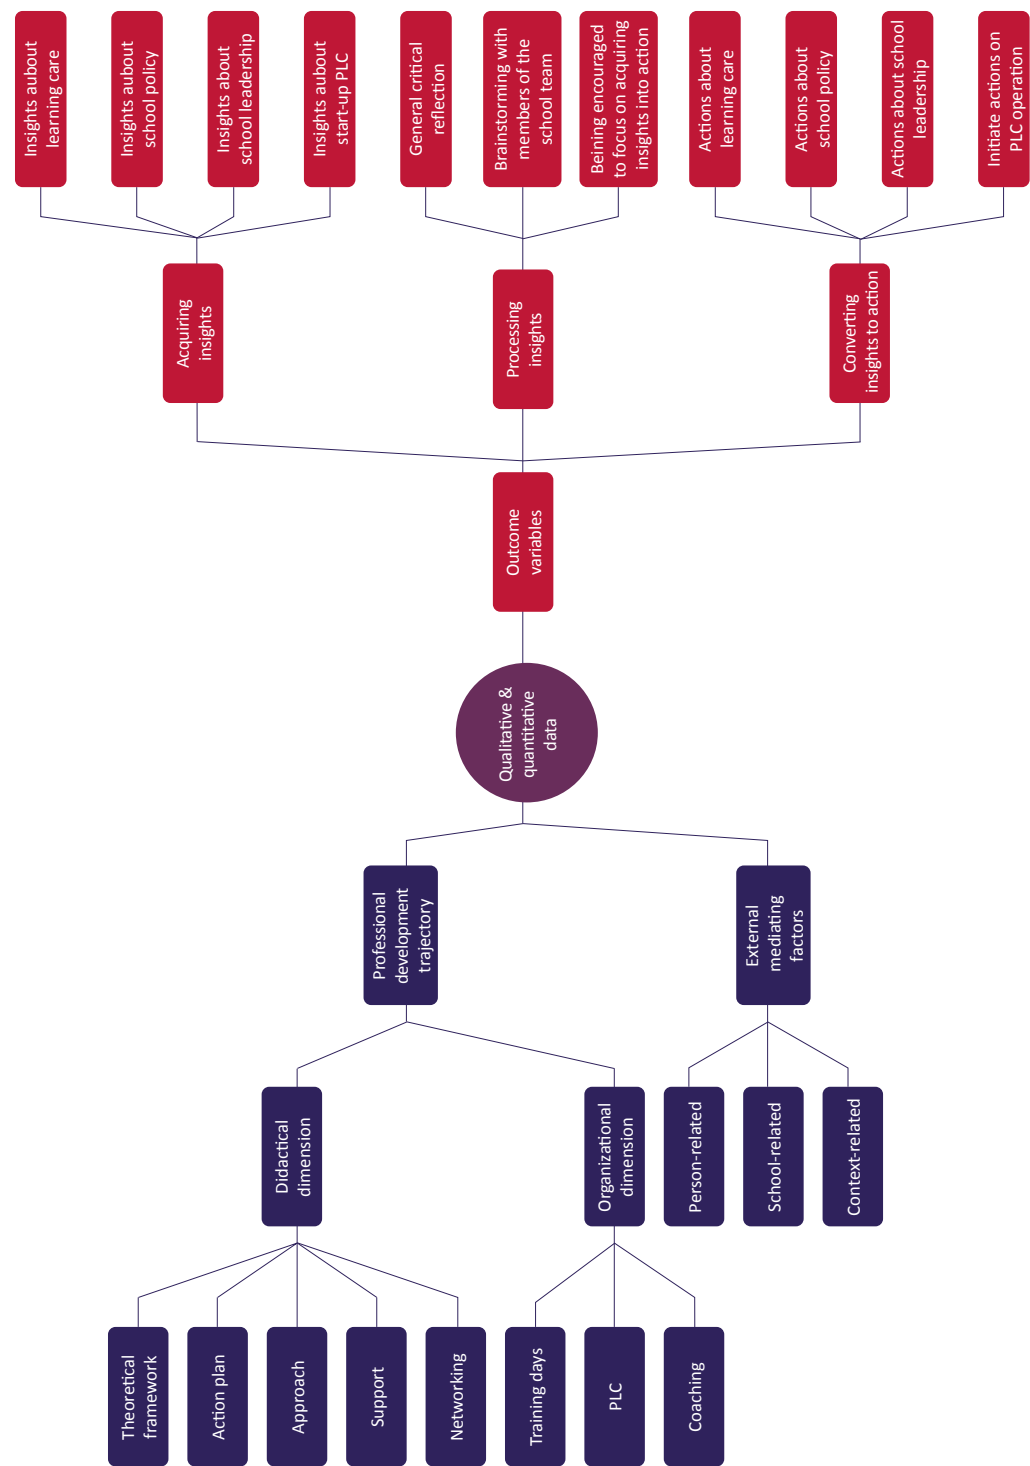 Theoretical
framework
Action plan
Approach
Support
Networking
Training days
PLC
Coaching
Didactical
dimension
Organizational
dimension
Person-related
School-related
Context-related
Professional
development
trajectory
External
mediating
factors
Qualitative &
quantitative
data
Outcome
variables
Acquiring
insights
Processing
insights
Converting
insights to action
Insights aubout
learning care
Insights aubout
school policy
Insights about
school leadership
Insights aubout
start-up PLC
General critical
reflection
Brainstorming with
members of the
school team
Beining encouraged
to focus on acquiring
insights into action
Actions about
learning care
Actions about
school policy
Actions about school
leadership
Initiate actions on
PLC operation